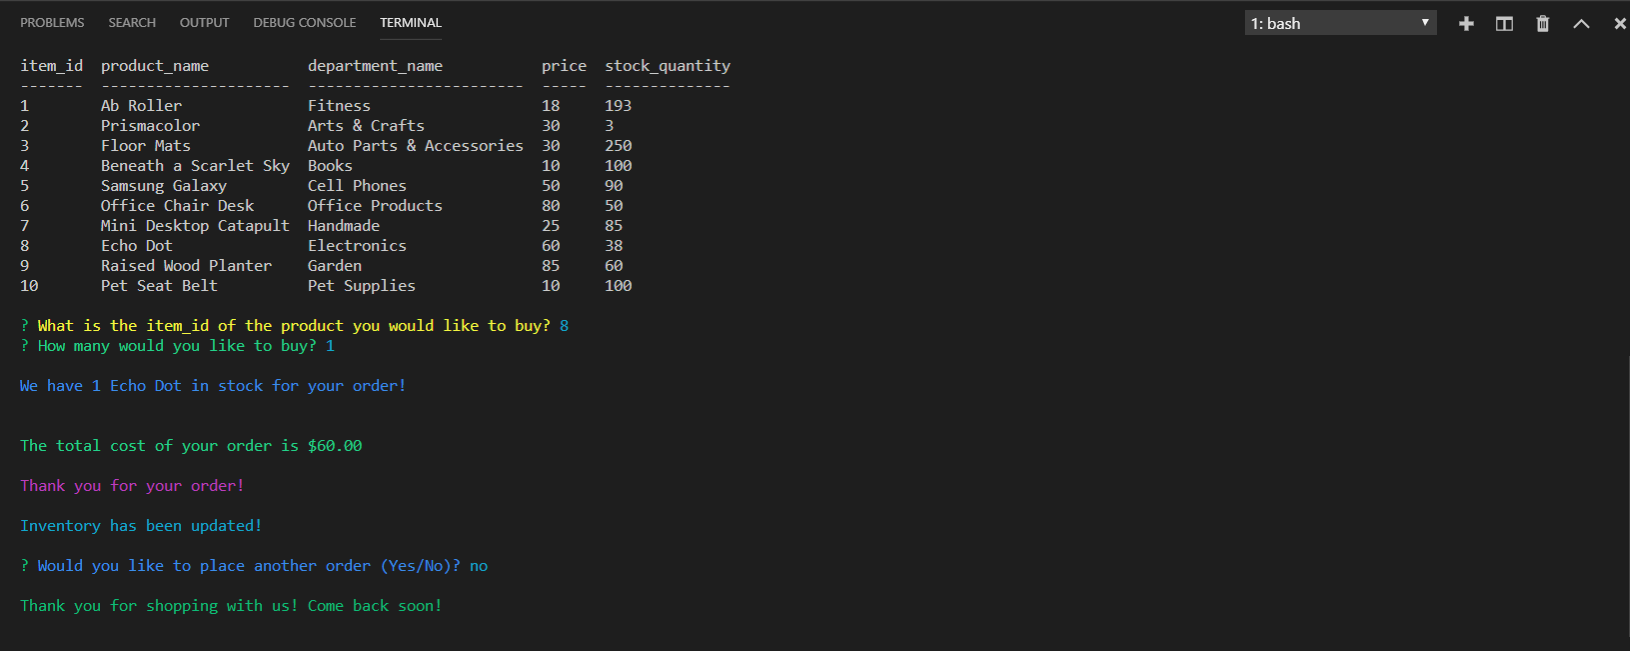 PROBLEMS SEARCH OUTPUT DEBUG CONSOLE TERMINAL 1: bash
item_id  product_name           department_name           price  stock_quantity
-------  ---------------------  ------------------------  -----  --------------
1        Ab Roller              Fitness                   18     193
2        Prismacolor            Arts & Crafts             30     3
3        Floor Mats             Auto Parts & Accessories  30     250
4        Beneath a Scarlet Sky  Books                     10     100
5        Samsung Galaxy         Cell Phones               50     90
6        Office Chair Desk      Office Products           80     50
7        Mini Desktop Catapult  Handmade                  25     85
8        Echo Dot               Electronics               60     38
9        Raised Wood Planter    Garden                    85     60
10       Pet Seat Belt          Pet Supplies              10     100
? What is the item_id of the product you would like to buy? 8
? How many would you like to buy? 1
We have 1 Echo Dot in stock for your order!
The total cost of your order is $60.00
Thank you for your order!
Inventory has been updated!
? Would you like to place another order (Yes/No)? no
Thank you for shopping with us! Come back soon!